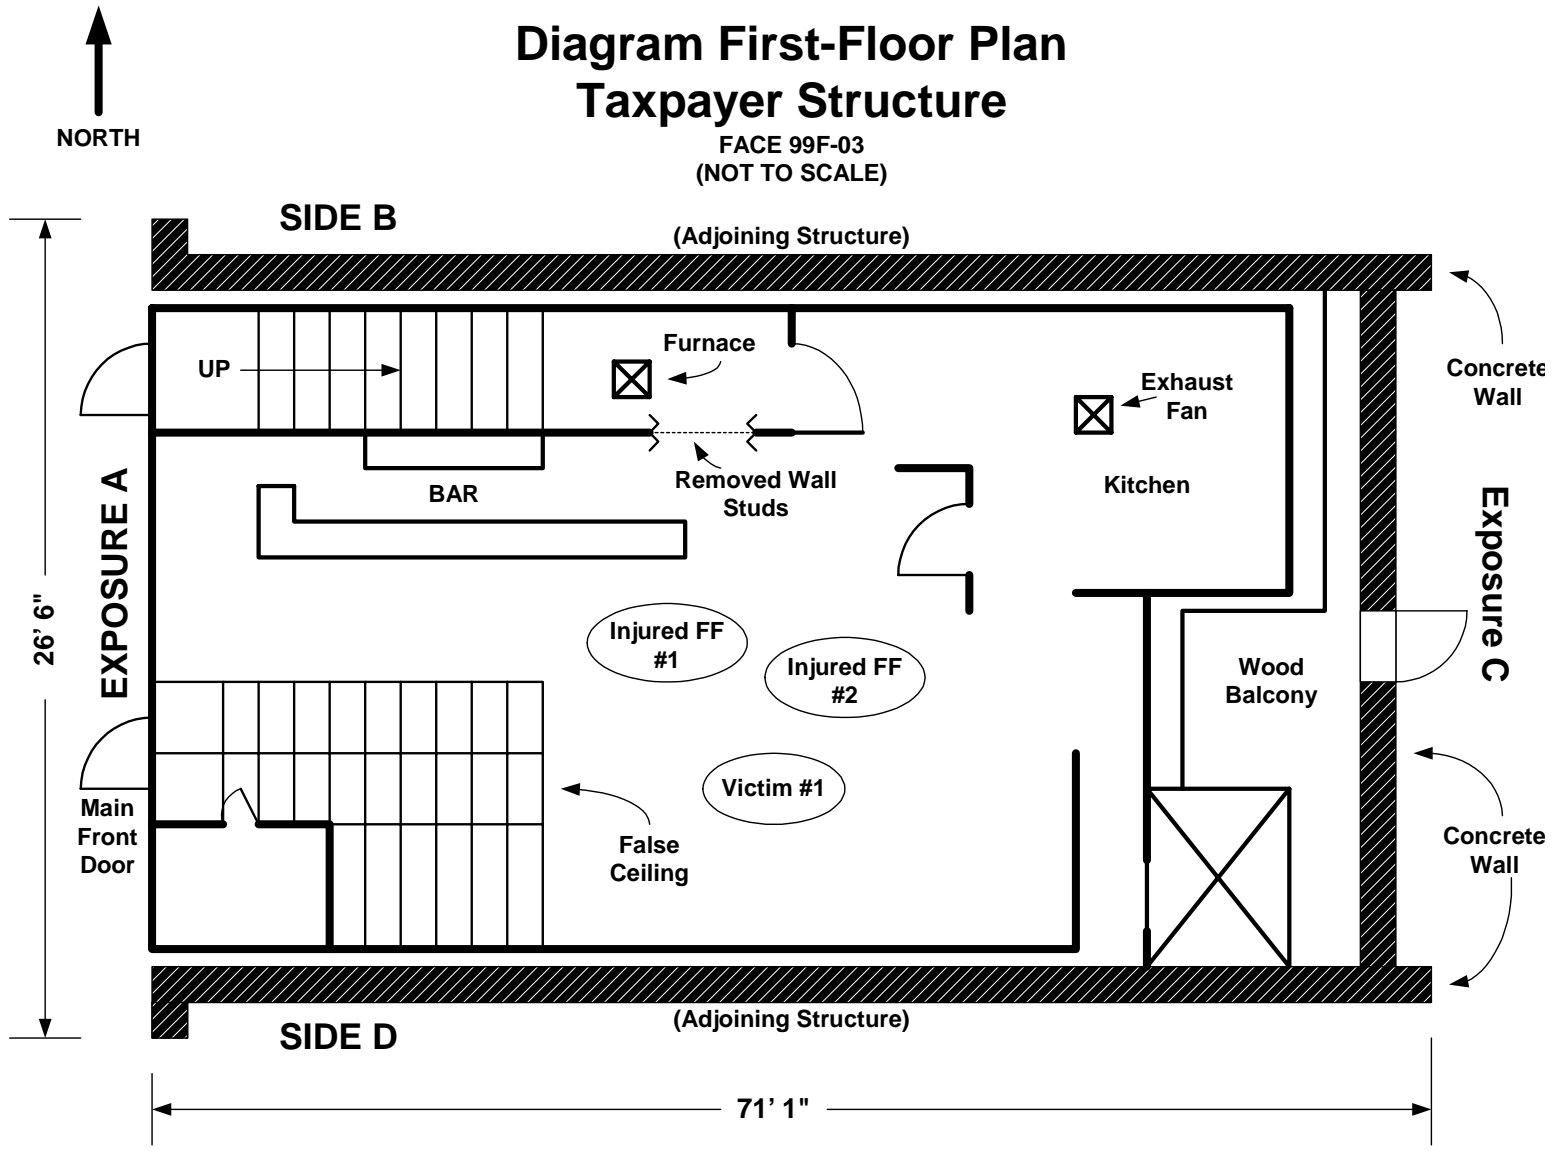 Diagram First-Floor Plan
Taxpayer Structure
FACE 99F-03
(NOT TO SCALE)
NORTH
SIDE B
(Adjoining Structure)
Furnace
UP
Exhaust
Fan
Concrete
Wall
Removed Wall
Studs
Kitchen
BAR
EXPOSURE A
Exposure C
26' 6"
Injured FF
#1
Injured FF
#2
Wood
Balcony
Victim #1
Main
Front
Door
False
Ceiling
Concrete
Wall
(Adjoining Structure)
SIDE D
71' 1"